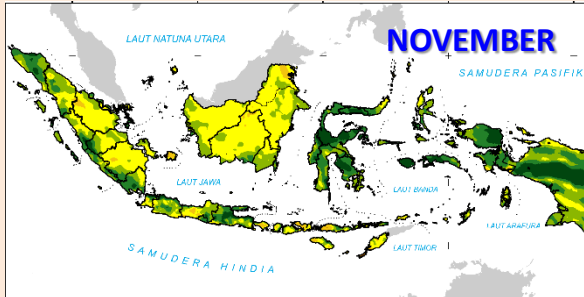 NOVEMBER
LAUT NATUNA UTARA
SAMUDERA PASIFIK
LAUT JAWA
LAUT BANDA
LAUT ARAFURA
LAUT TIMOR
SAMUDERA HINDIA